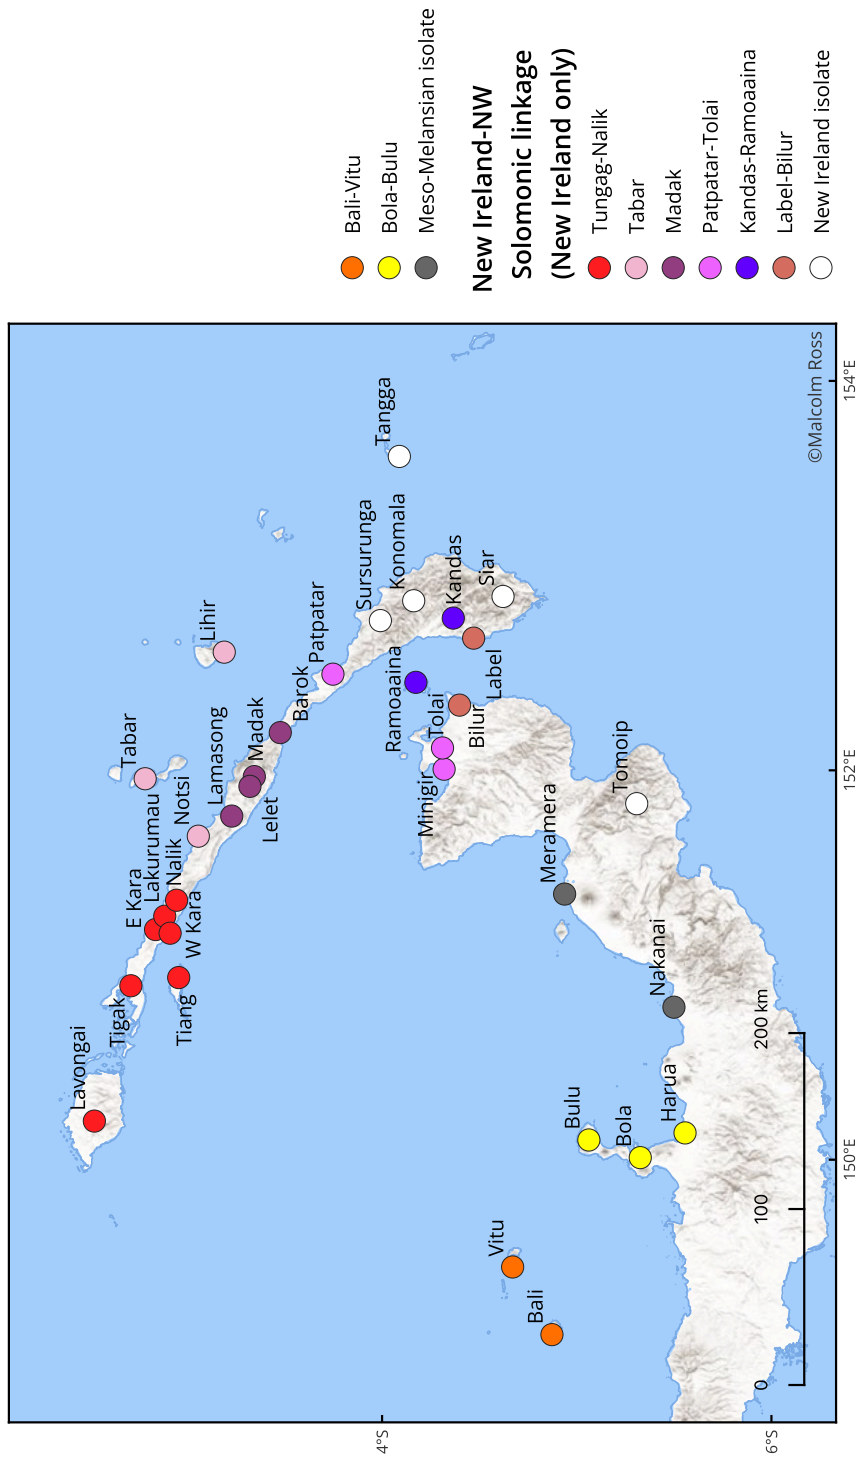 Lavongai
Tigak
Tiang
E Kara
W Kara
Lakurumau
Nalik
Notsi
Tabar
Lihir
Lamasong
Madak
Lelet
Barok
Patpatar
Sursurunga
Konomala
Tangga
Kandas
Siar
Label
Ramoaaina
Tolai
Bilur
Minigir
Tomoip
Meramera
Nakanai
Bulu
Bola
Harua
Vitu
Bali
0
100
200 km
4°S
6°S
150°E
152°E
154°E
©Malcolm Ross
Bali-Vitu
Bola-Bulu
Meso-Melansian isolate
New Ireland-NW
Solomonic linkage
(New Ireland only)
Tungag-Nalik
Tabar
Madak
Patpatar-Tolai
Kandas-Ramoaaina
Label-Bilur
New Ireland isolate